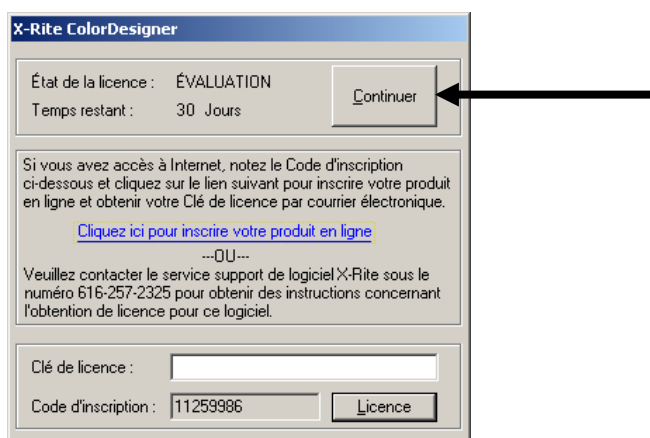 X-Rite ColorDesigner
État de la licence : ÉVALUATION
Temps restant : 30 Jours
Continuer
Si vous avez accès à Internet, notez le Code d'inscription
ci-dessous et cliquez sur le lien suivant pour inscrire votre produit
en ligne et obtenir votre Clé de licence par courrier électronique.
Cliquez ici pour inscrire votre produit en ligne
---OU---
Veuillez contacter le service support de logiciel X-Rite sous le
numéro 616-257-2325 pour obtenir des instructions concernant
l'obtention de licence pour ce logiciel.
Clé de licence :
Code d'inscription : 11259986
Licence